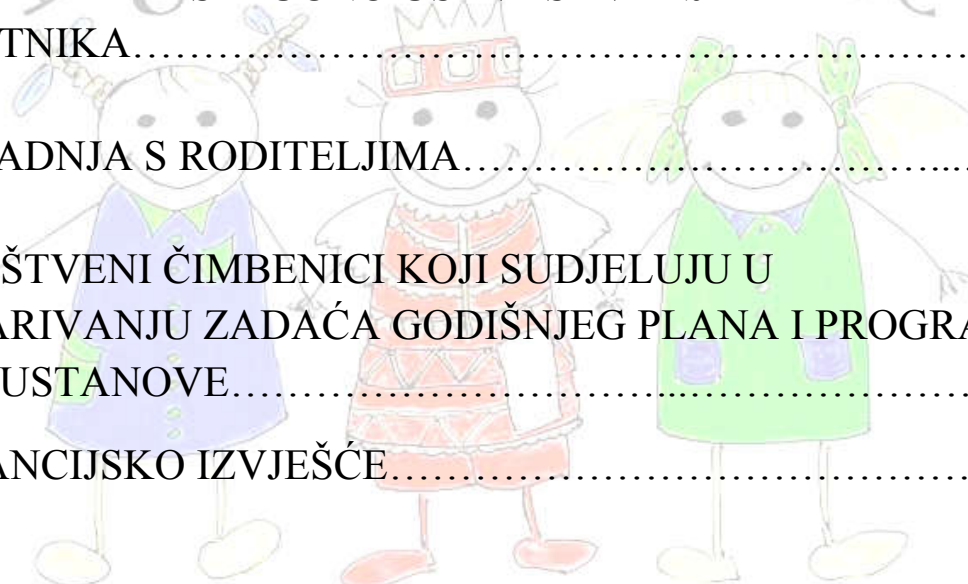 TNIKA……………………………………………………………
ADNJA S RODITELJIMA…………………………………...…
ŠTVENI ČIMBENICI KOJI SUDJELUJU U
ARIVANJU ZADAĆA GODIŠNJEG PLANA I PROGRA
USTANOVE………………………………...…………………
ANCIJSKO IZVJEŠĆE……………………………………………